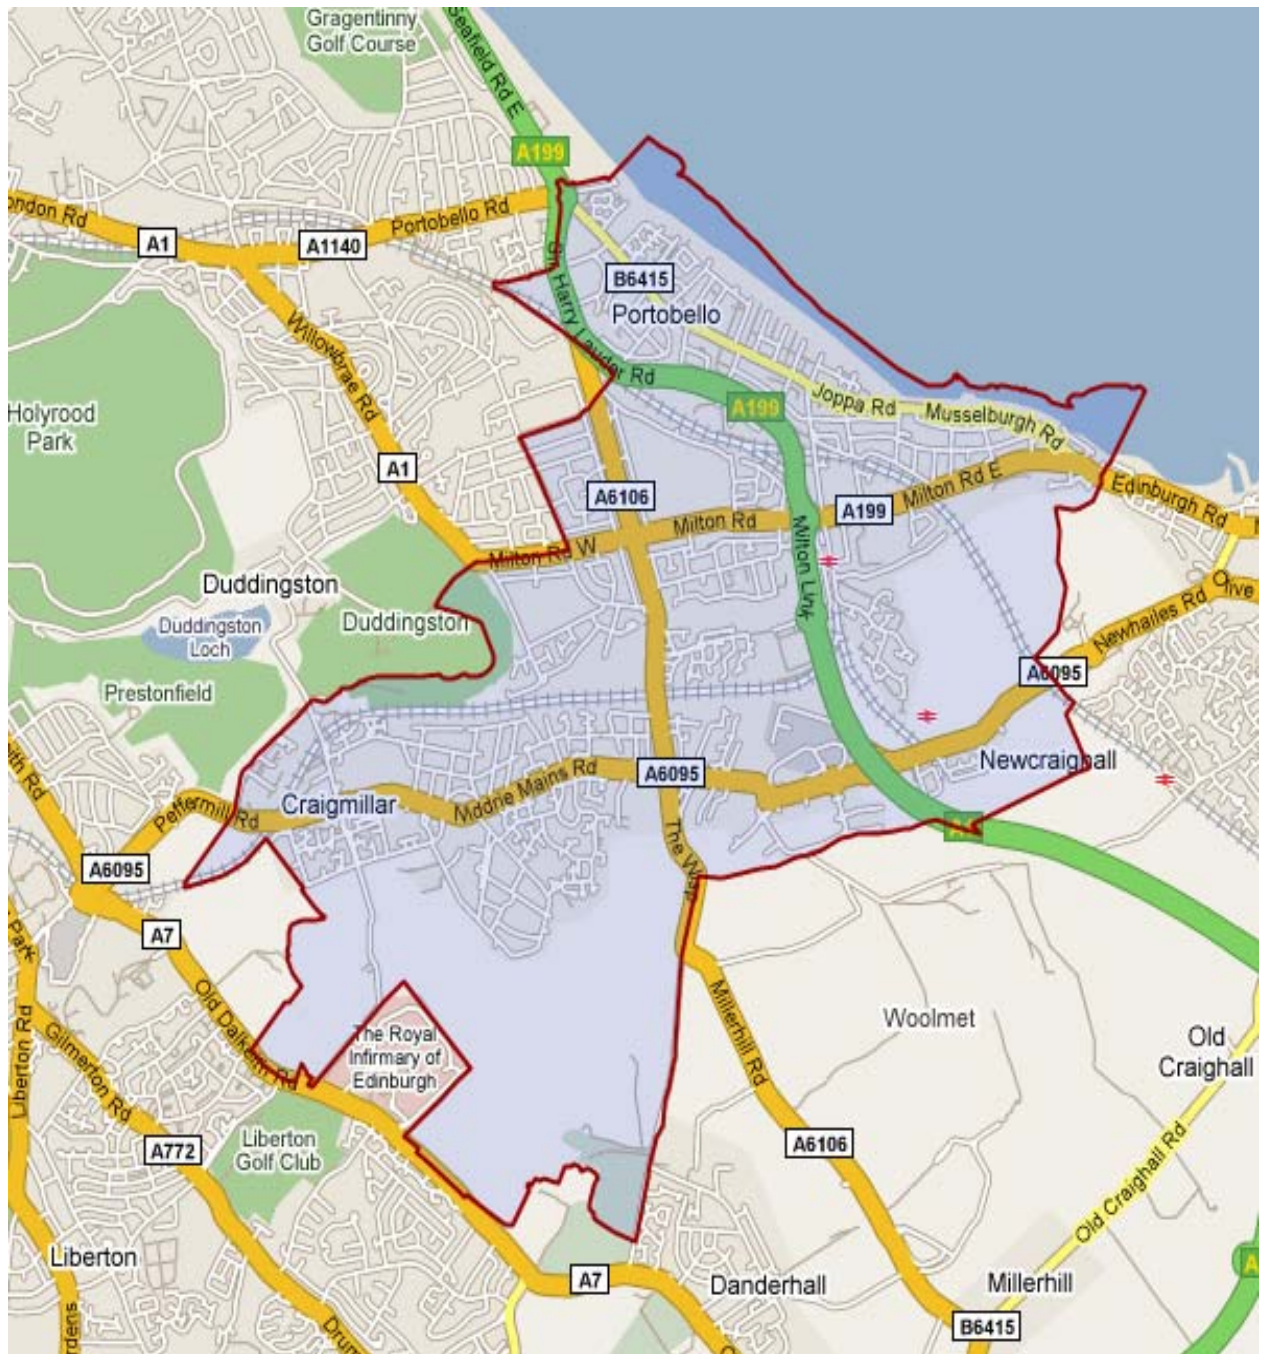 Gragentinny
Golf Course
Seafield Rd E
A199
London Rd
A1
A1140
Portobello Rd
B6415
Portobello
Sir Harry Lauder Rd
Willowbrae Rd
Holyrood
Park
A199
Joppa Rd
Musselburgh Rd
A1
A6106
Milton Rd
A199
Milton Rd E
Edinburgh Rd
Milton Rd W
Milton Link
Duddingston
Duddingston
Loch
Duddingston
Newhailes Rd
Olive
A6095
Prestonfield
Newcraighall
A6095
Craigmillar
Niddrie Mains Rd
Peffermill Rd
The Wisp
A6095
A7
Park
Old Dalkeith Rd
Liberton Rd
Gilmerton Rd
The Royal
Infirmary of
Edinburgh
Millerhill Rd
Woolmet
Old
Craighall
A772
Liberton
Golf Club
A6106
Old Craighall Rd
Liberton
A7
Danderhall
Millerhill
B6415
Drum